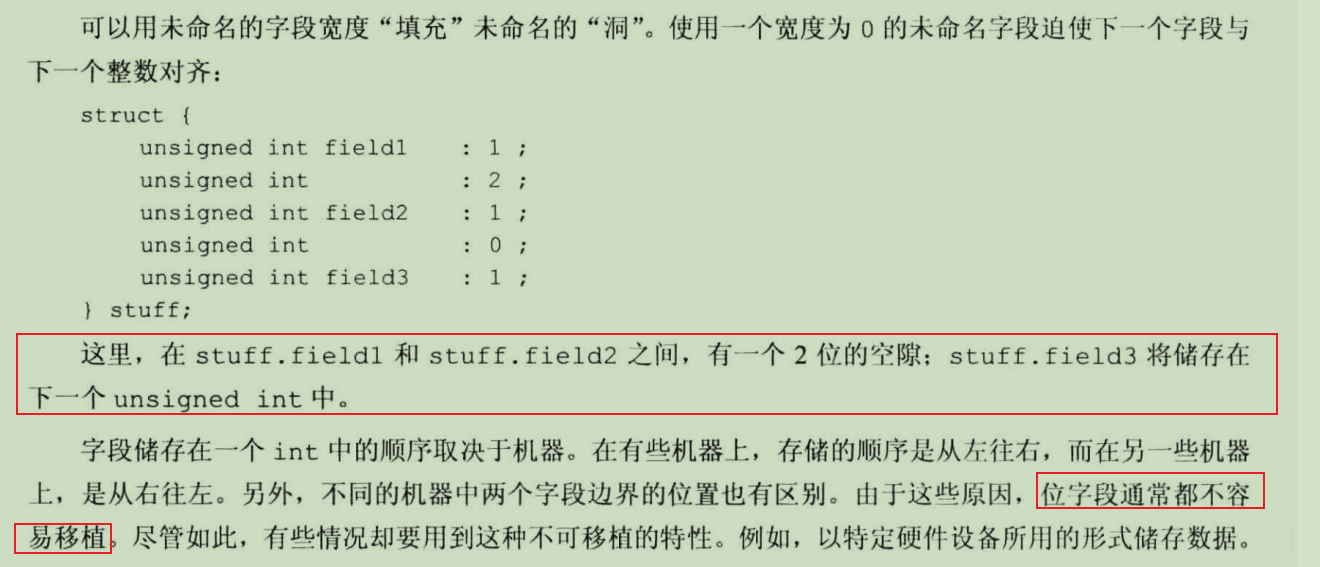 可以用未命名的字段宽度“填充”未命名的“洞”。使用一个宽度为 0 的未命名字段迫使下一个字段与
下一个整数对齐：
struct {
unsigned int field1 : 1 ;
unsigned int : 2 ;
unsigned int field2 : 1 ;
unsigned int : 0 ;
unsigned int field3 : 1 ;
} stuff;
这里，在 stuff.field1 和 stuff.field2 之间，有一个 2 位的空隙；stuff.field3 将储存在
下一个 unsigned int 中。
字段储存在一个 int 中的顺序取决于机器。在有些机器上，存储的顺序是从左往右，而在另一些机器
上，是从右往左。另外，不同的机器中两个字段边界的位置也有区别。由于这些原因，位字段通常都不容
易移植。尽管如此，有些情况却要用到这种不可移植的特性。例如，以特定硬件设备所用的形式储存数据。